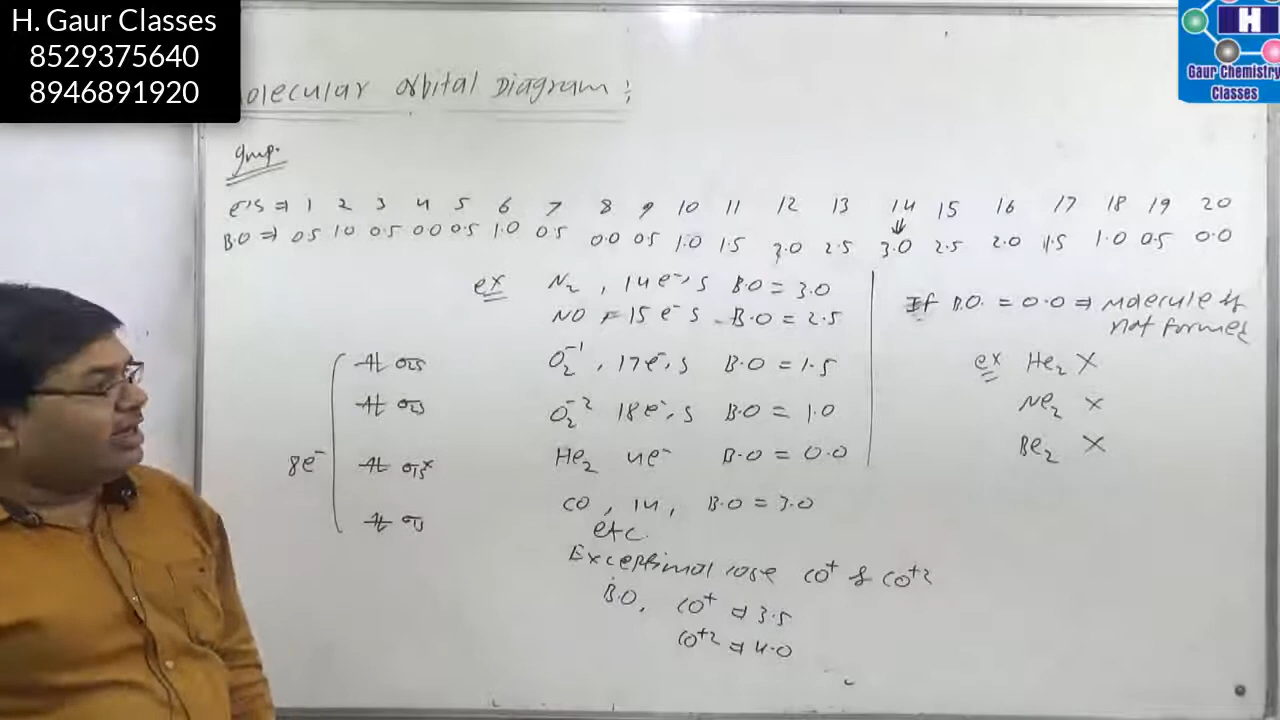 H. Gaur Classes
8529375640
8946891920
H
Gaur Chemistry
Classes
olecular orbital Diagram :
gmp.
e⁻s ⇒ 1 2 3 4 5 6 7 8 9 10 11 12 13 14 15 16 17 18 19 20
B.O ⇒ 0.5 1.0 0.5 0.0 0.5 1.0 0.5 0.0 0.5 1.0 1.5 2.0 2.5 3.0 2.5 2.0 1.5 1.0 0.5 0.0
ex N₂, 14e⁻s B.O = 3.0
NO = 15 e⁻s B.O = 2.5
O₂⁻¹, 17e⁻s B.O = 1.5
O₂⁻² 18e⁻s B.O = 1.0
He₂ 4e⁻ B.O = 0.0
CO, 14, B.O = 3.0
etc.
Exceptional case CO⁺ & CO⁺²
B.O, CO⁺ ⇒ 3.5
CO⁺² ⇒ 4.0
8e⁻
If B.O. = 0.0 ⇒ molecule is
not formed
ex He₂ X
Ne₂ X
Be₂ X